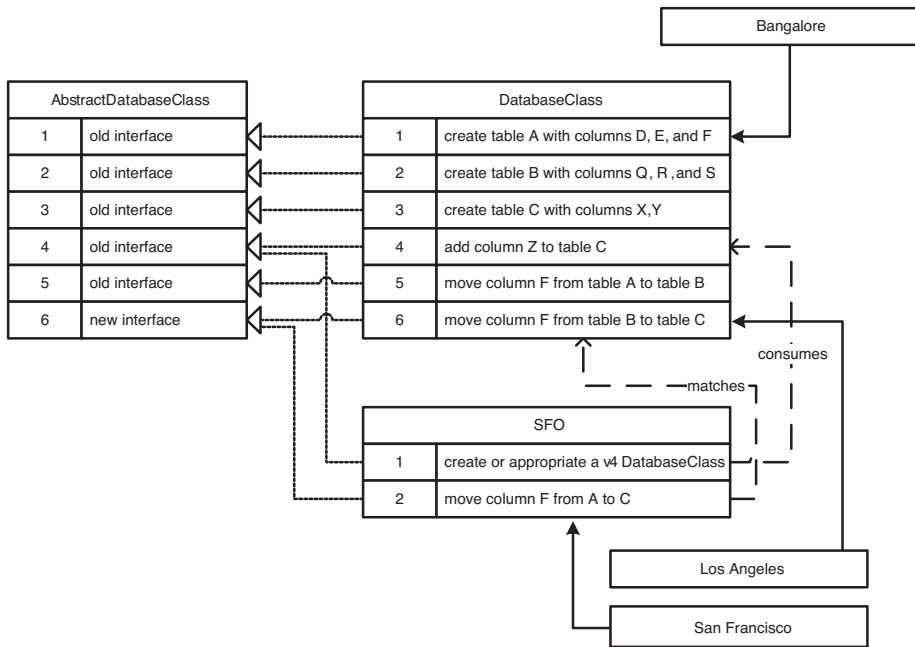 Bangalore
AbstractDatabaseClass
1 old interface
2 old interface
3 old interface
4 old interface
5 old interface
6 new interface
DatabaseClass
1 create table A with columns D, E, and F
2 create table B with columns Q, R ,and S
3 create table C with columns X,Y
4 add column Z to table C
5 move column F from table A to table B
6 move column F from table B to table C
consumes
matches
SFO
1 create or appropriate a v4 DatabaseClass
2 move column F from A to C
Los Angeles
San Francisco